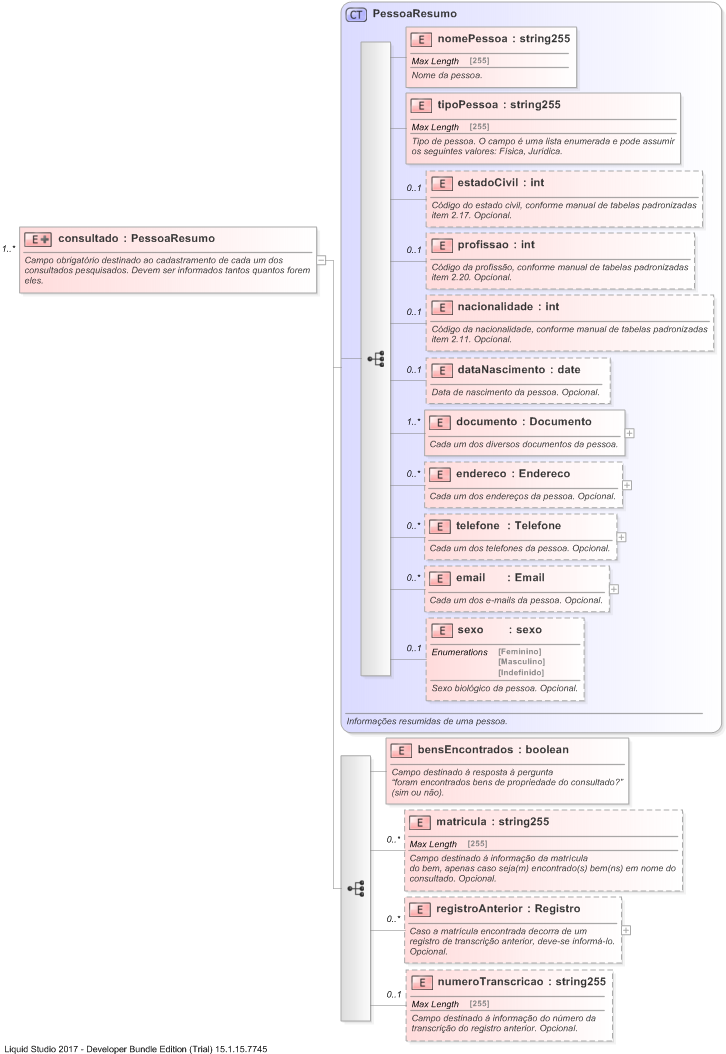 CT PessoaResumo
E nomePessoa : string255
Max Length [255]
Nome da pessoa.
E tipoPessoa : string255
Max Length [255]
Tipo de pessoa. O campo é uma lista enumerada e pode assumir
os seguintes valores: Física, Jurídica.
0..1
E estadoCivil : int
Código do estado civil, conforme manual de tabelas padronizadas
item 2.17. Opcional.
0..1
E profissao : int
Código da profissão, conforme manual de tabelas padronizadas
item 2.20. Opcional.
1..*
E consultado : PessoaResumo
Campo obrigatório destinado ao cadastramento de cada um dos
consultados pesquisados. Devem ser informados tantos quantos forem
eles.
0..1
E nacionalidade : int
Código da nacionalidade, conforme manual de tabelas padronizadas
item 2.11. Opcional.
0..1
E dataNascimento : date
Data de nascimento da pessoa. Opcional.
1..*
E documento : Documento
Cada um dos diversos documentos da pessoa.
0..*
E endereco : Endereco
Cada um dos endereços da pessoa. Opcional.
0..*
E telefone : Telefone
Cada um dos telefones da pessoa. Opcional.
0..*
E email : Email
Cada um dos e-mails da pessoa. Opcional.
0..1
E sexo : sexo
Enumerations [Feminino]
[Masculino]
[Indefinido]
Sexo biológico da pessoa. Opcional.
Informações resumidas de uma pessoa.
E bensEncontrados : boolean
Campo destinado à resposta à pergunta
"foram encontrados bens de propriedade do consultado?"
(sim ou não).
0..*
E matricula : string255
Max Length [255]
Campo destinado à informação da matrícula
do bem, apenas caso seja(m) encontrado(s) bem(ns) em nome do
consultado. Opcional.
0..*
E registroAnterior : Registro
Caso a matrícula encontrada decorra de um
registro de transcrição anterior, deve-se informá-lo.
Opcional.
0..1
E numeroTranscricao : string255
Max Length [255]
Campo destinado à informação do número da
transcrição do registro anterior. Opcional.
Liquid Studio 2017 - Developer Bundle Edition (Trial) 15.1.15.7745